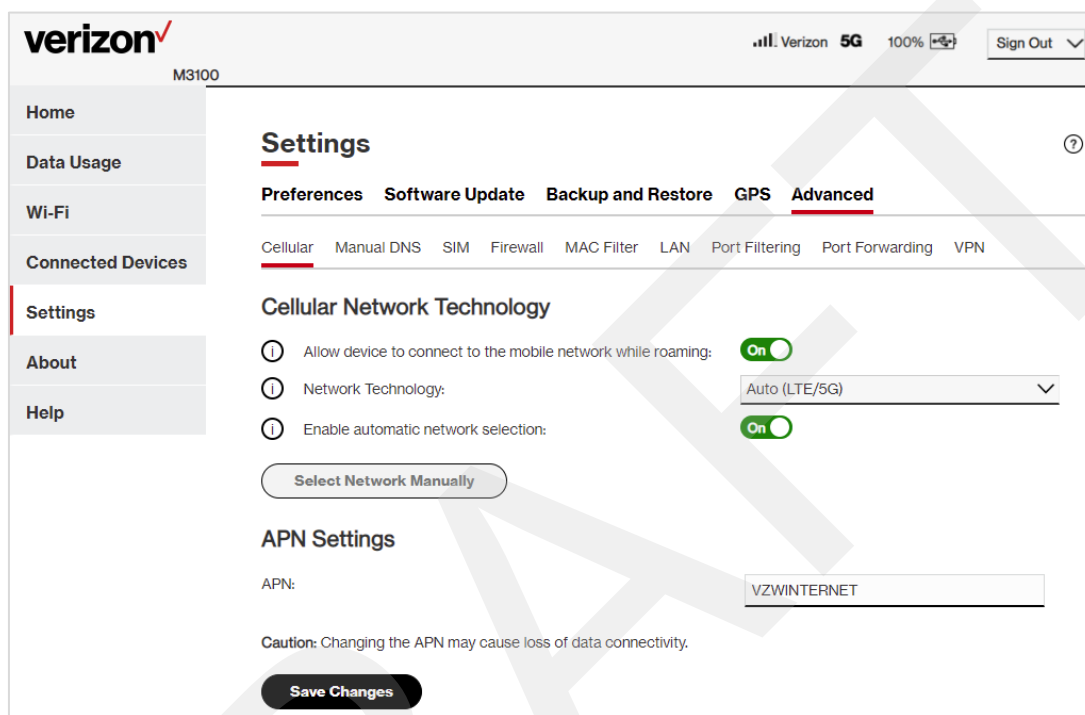 verizon
Verizon 5G 100% Sign Out
M3100
Home
Data Usage
Wi-Fi
Connected Devices
Settings
About
Help
Settings
?
Preferences Software Update Backup and Restore GPS Advanced
Cellular Manual DNS SIM Firewall MAC Filter LAN Port Filtering Port Forwarding VPN
Cellular Network Technology
i Allow device to connect to the mobile network while roaming: On
i Network Technology: Auto (LTE/5G)
i Enable automatic network selection: On
Select Network Manually
APN Settings
APN: VZWINTERNET
Caution: Changing the APN may cause loss of data connectivity.
Save Changes
DRAFT